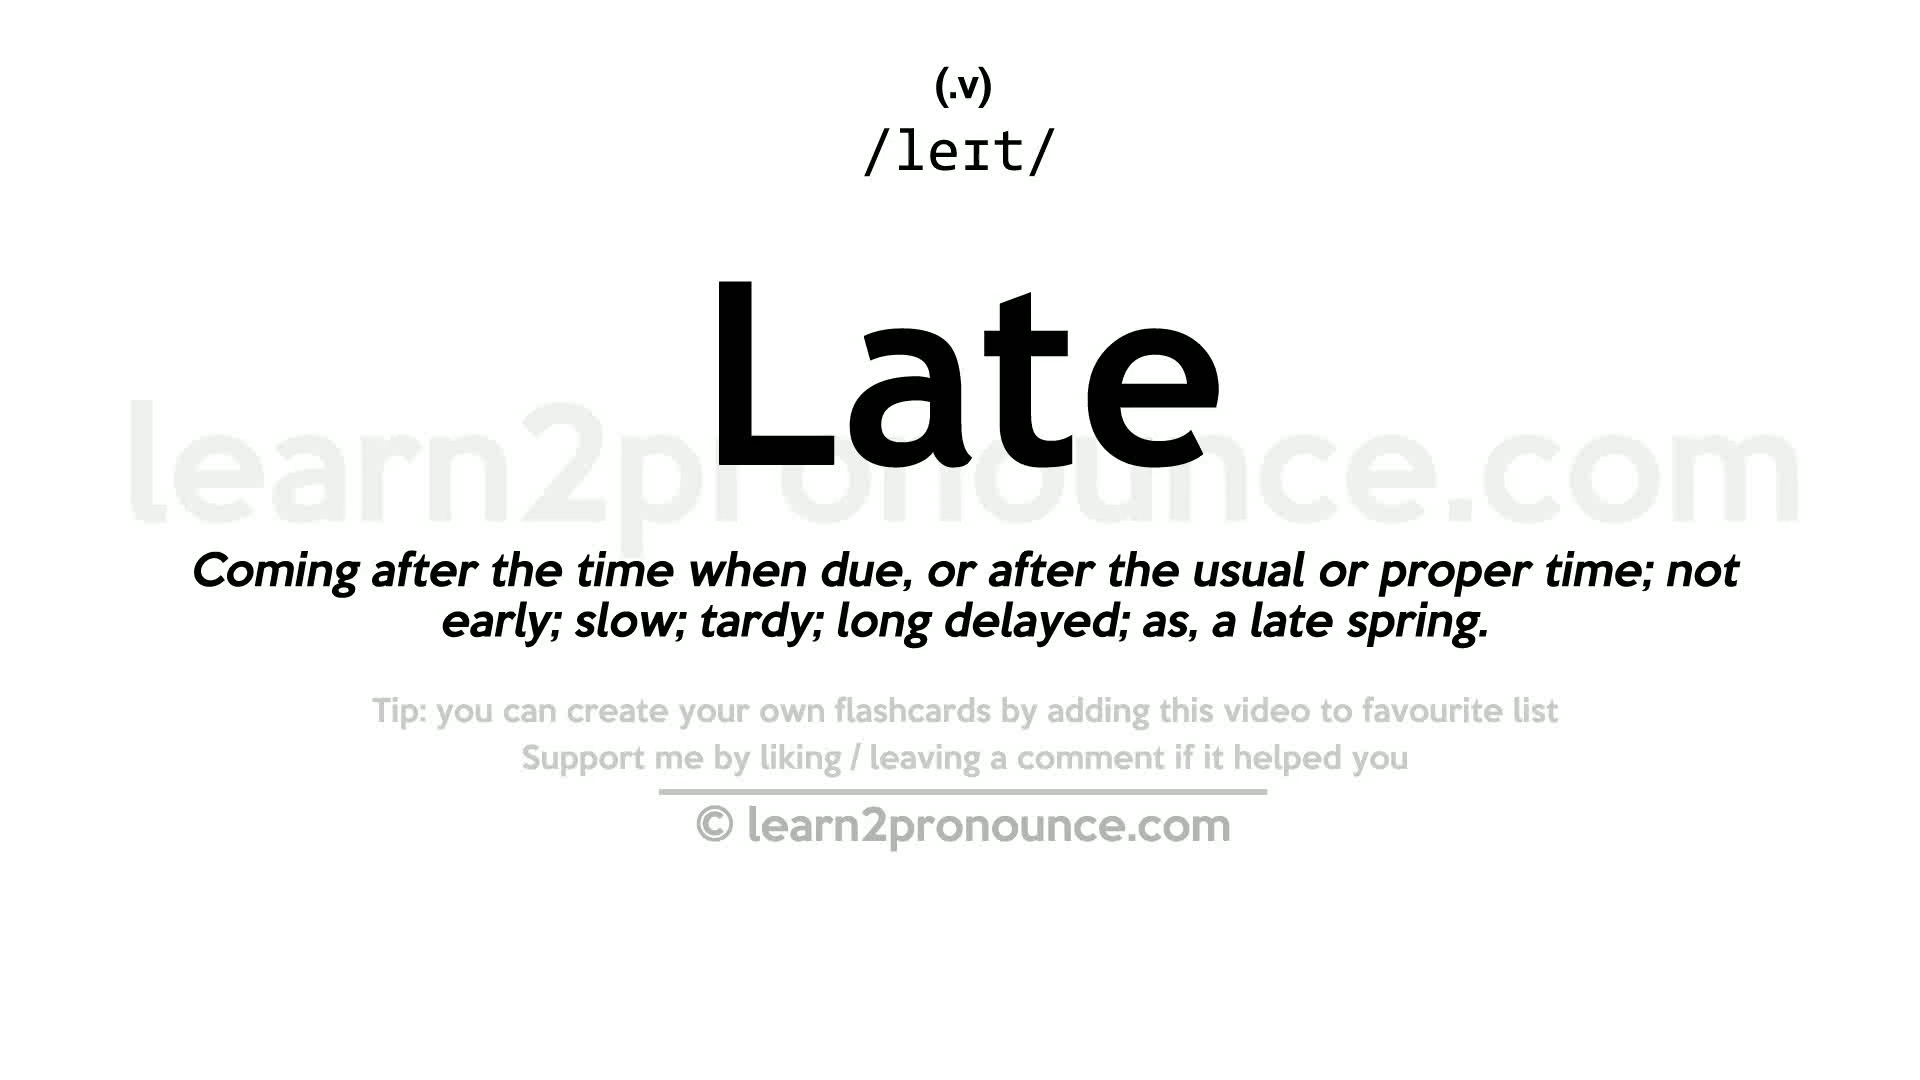 (.v)
/leɪt/
Late
learn2pronounce.com
Coming after the time when due, or after the usual or proper time; not
early; slow; tardy; long delayed; as, a late spring.
Tip: you can create your own flashcards by adding this video to favourite list
Support me by liking / leaving a comment if it helped you
© learn2pronounce.com